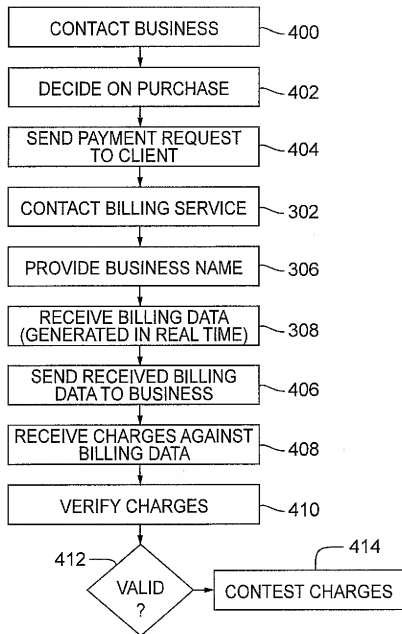 CONTACT BUSINESS
400
DECIDE ON PURCHASE
402
SEND PAYMENT REQUEST
TO CLIENT
404
CONTACT BILLING SERVICE
302
PROVIDE BUSINESS NAME
306
RECEIVE BILLING DATA
(GENERATED IN REAL TIME)
308
SEND RECEIVED BILLING
DATA TO BUSINESS
406
RECEIVE CHARGES AGAINST
BILLING DATA
408
VERIFY CHARGES
410
412
VALID
?
414
CONTEST CHARGES